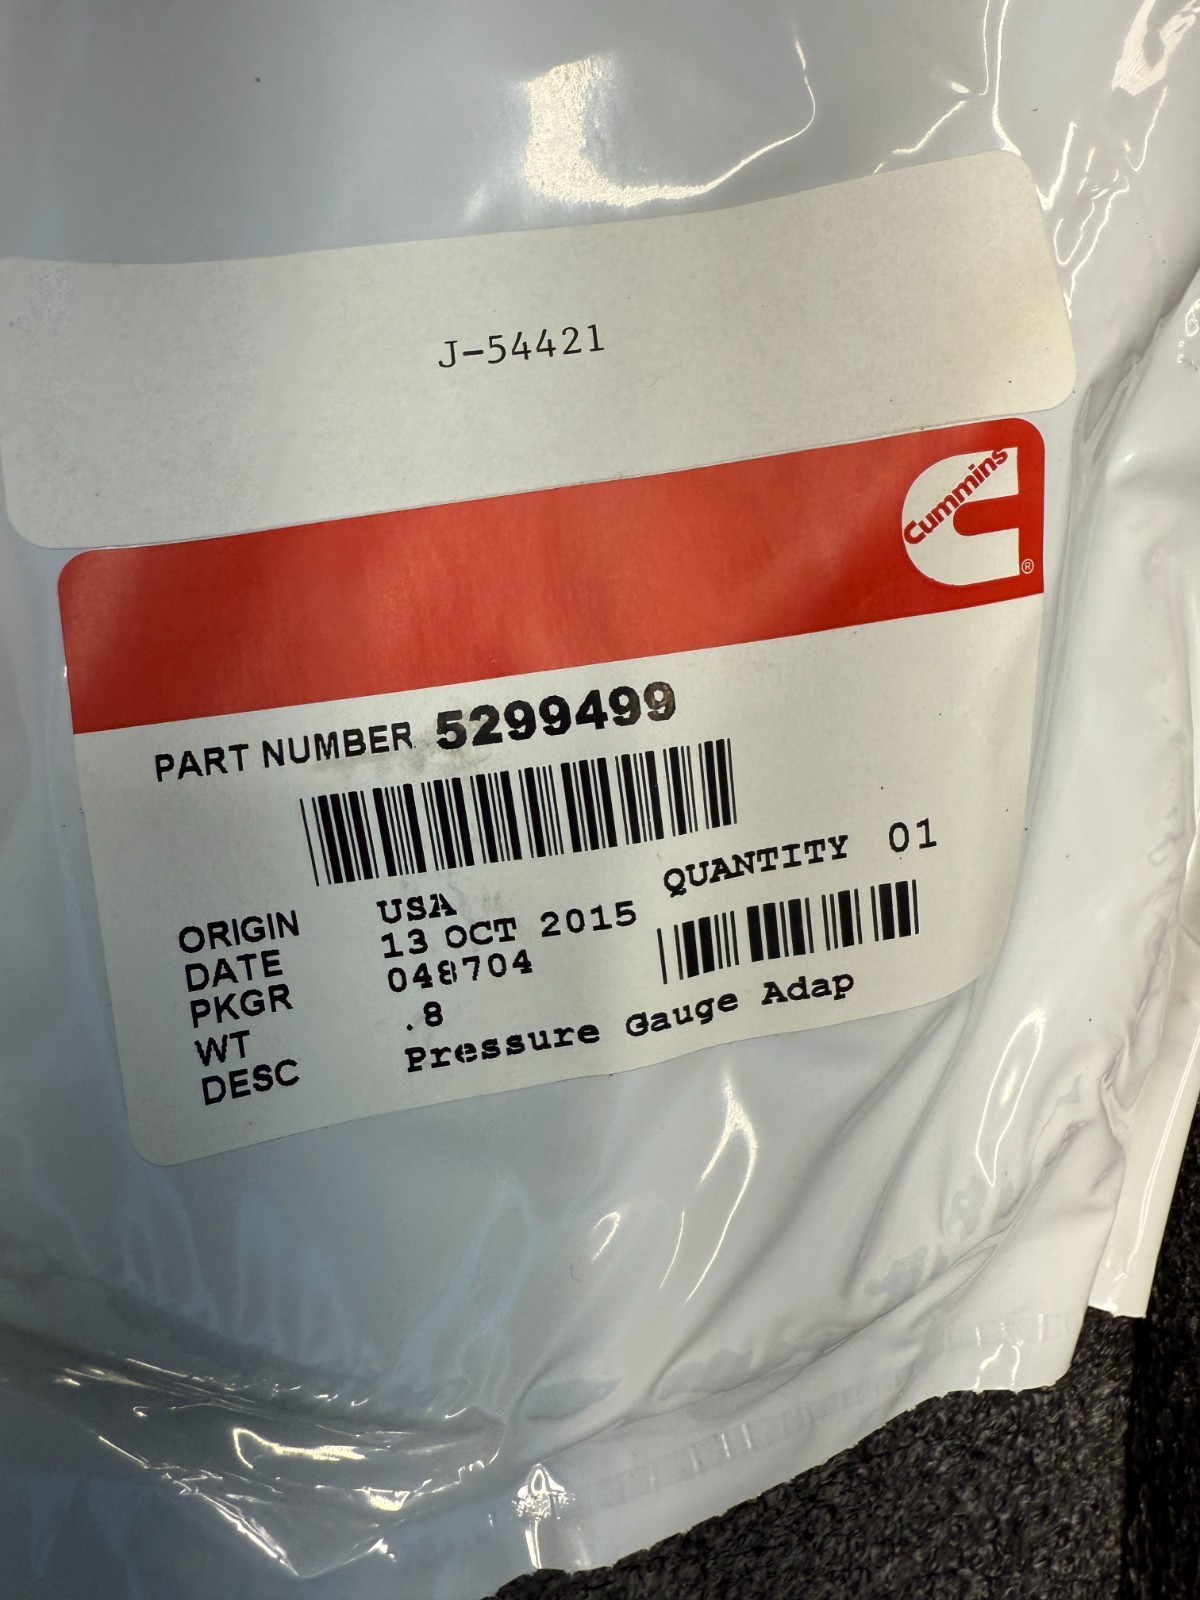 J-54421
Cummins
®
PART NUMBER 5299499
QUANTITY 01
ORIGIN USA
DATE 13 OCT 2015
PKGR 048704
WT .8
DESC Pressure Gauge Adap